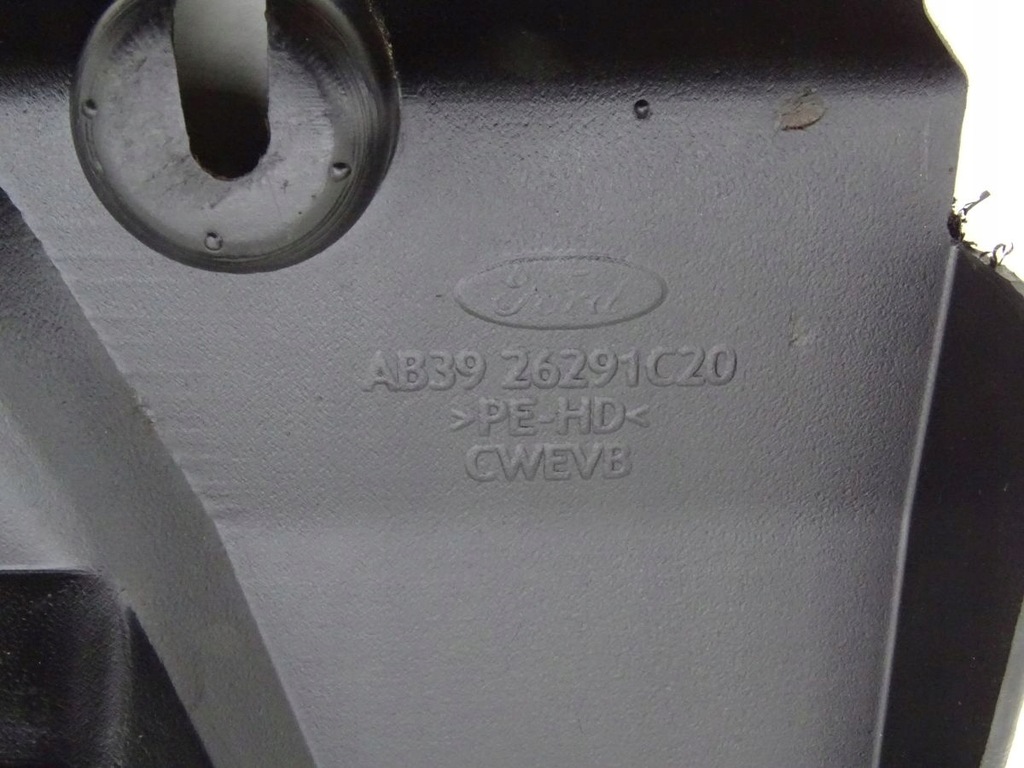 Ford
AB39 26291C20
>PE-HD<
CWEVB